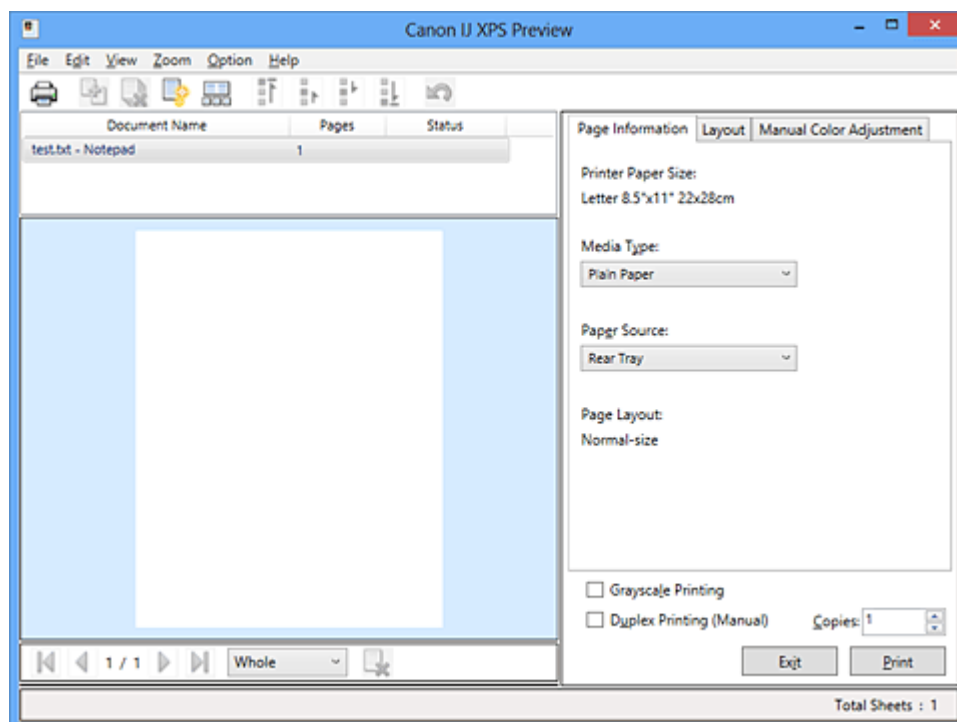 Canon IJ XPS Preview
File Edit View Zoom Option Help
Document Name Pages Status
test.txt - Notepad 1
Page Information Layout Manual Color Adjustment
Printer Paper Size:
Letter 8.5"x11" 22x28cm
Media Type:
Plain Paper
Paper Source:
Rear Tray
Page Layout:
Normal-size
Grayscale Printing
Duplex Printing (Manual) Copies: 1
1 / 1 Whole Exit Print
Total Sheets : 1